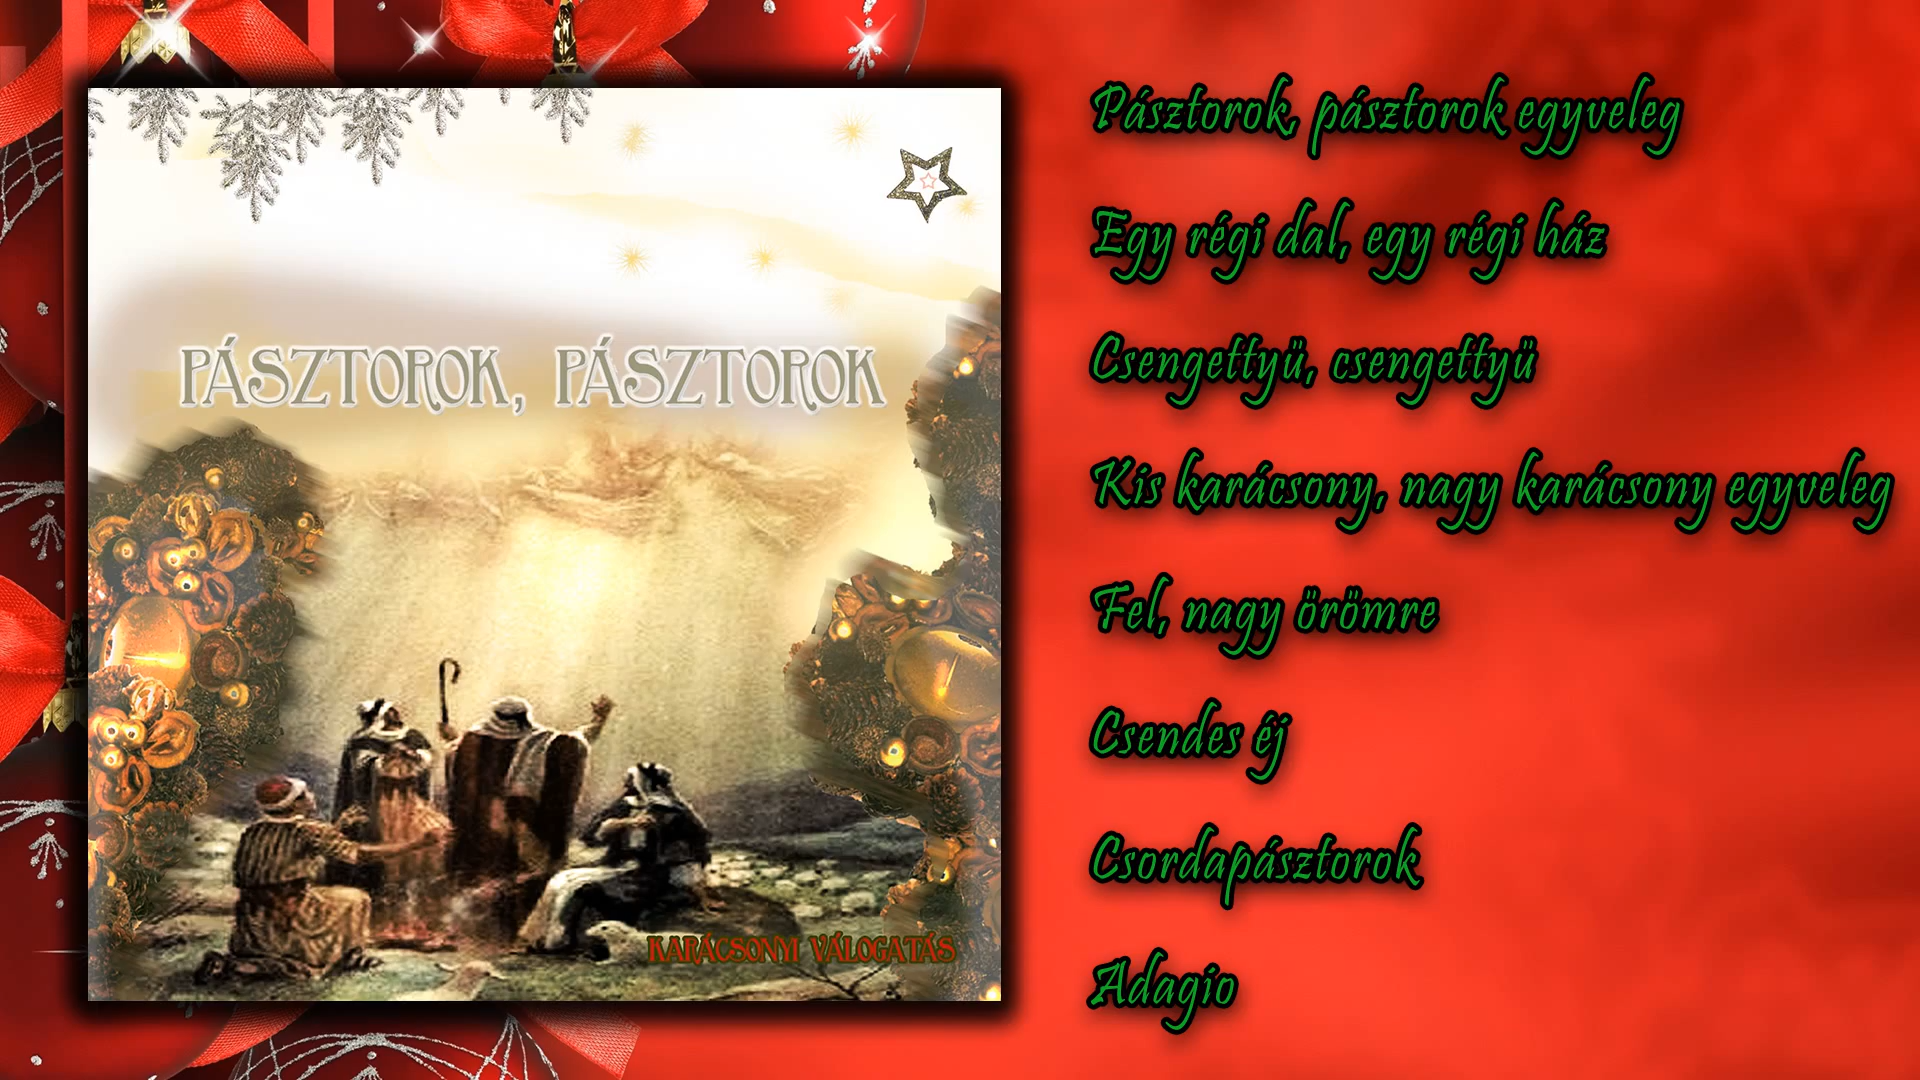 PÁSZTOROK, PÁSZTOROK
KARÁCSONYI VÁLOGATÁS
Pásztorok, pásztorok egyveleg
Egy régi dal, egy régi ház
Csengettyű, csengettyű
Kis karácsony, nagy karácsony egyveleg
Fel, nagy örömre
Csendes éj
Csordapásztorok
Adagio